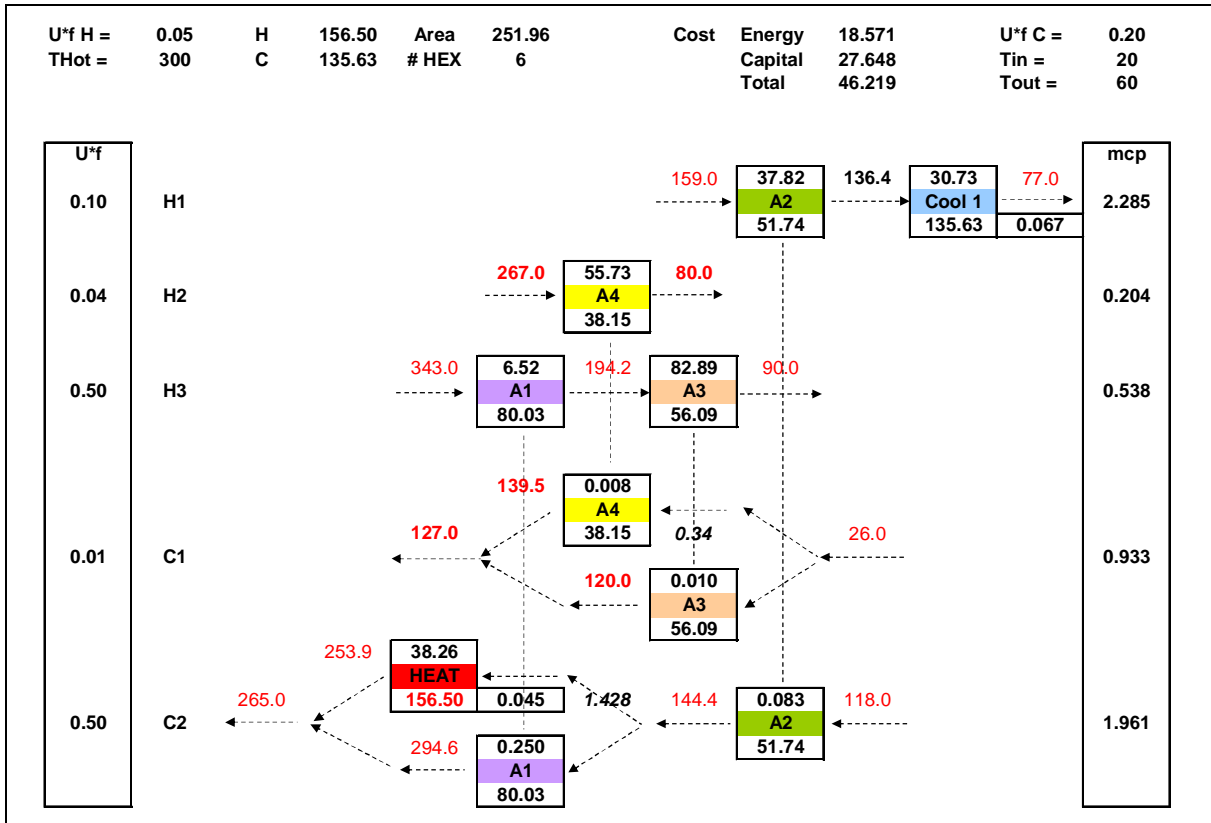 U*f H = 0.05 H 156.50 Area 251.96 Cost Energy 18.571 U*f C = 0.20
THot = 300 C 135.63 # HEX 6 Capital 27.648 Tin = 20
Total 46.219 Tout = 60
U*f mcp
159.0 37.82 136.4 30.73 77.0
0.10 H1 A2 Cool 1 2.285
51.74 135.63 0.067
267.0 55.73 80.0
0.04 H2 A4 0.204
38.15
343.0 6.52 194.2 82.89 90.0
0.50 H3 A1 A3 0.538
80.03 56.09
139.5 0.008
A4
127.0 38.15 0.34 26.0
0.01 C1 0.933
120.0 0.010
A3
56.09
253.9 38.26
HEAT
265.0 156.50 0.045 1.428 144.4 0.083 118.0
0.50 C2 A2 1.961
51.74
294.6 0.250
A1
80.03